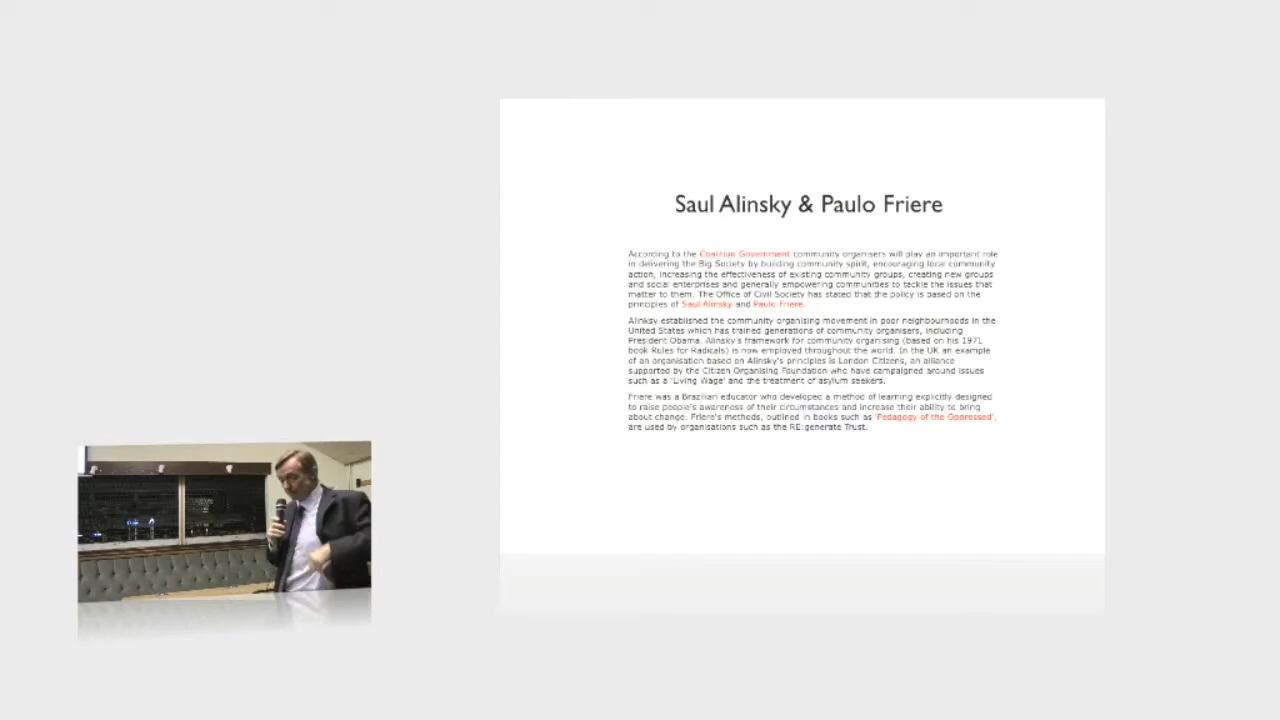 Saul Alinsky & Paulo Friere
According to the Coalition Government community organisers will play an important role
in delivering the Big Society by building community spirit, encouraging local community
action, increasing the effectiveness of existing community groups, creating new groups
and social enterprises and generally empowering communities to tackle the issues that
matter to them. The Office of Civil Society has stated that the policy is based on the
principles of Saul Alinsky and Paulo Friere.
Alinksy established the community organising movement in poor neighbourhoods in the
United States which has trained generations of community organisers, including
President Obama. Alinsky's framework for community organising (based on his 1971
book Rules for Radicals) is now employed throughout the world. In the UK an example
of an organisation based on Alinsky's principles is London Citizens, an alliance
supported by the Citizen Organising Foundation who have campaigned around issues
such as a 'Living Wage' and the treatment of asylum seekers.
Friere was a Brazilian educator who developed a method of learning explicitly designed
to raise people's awareness of their circumstances and increase their ability to bring
about change. Friere's methods, outlined in books such as 'Pedagogy of the Oppressed',
are used by organisations such as the RE:generate Trust.